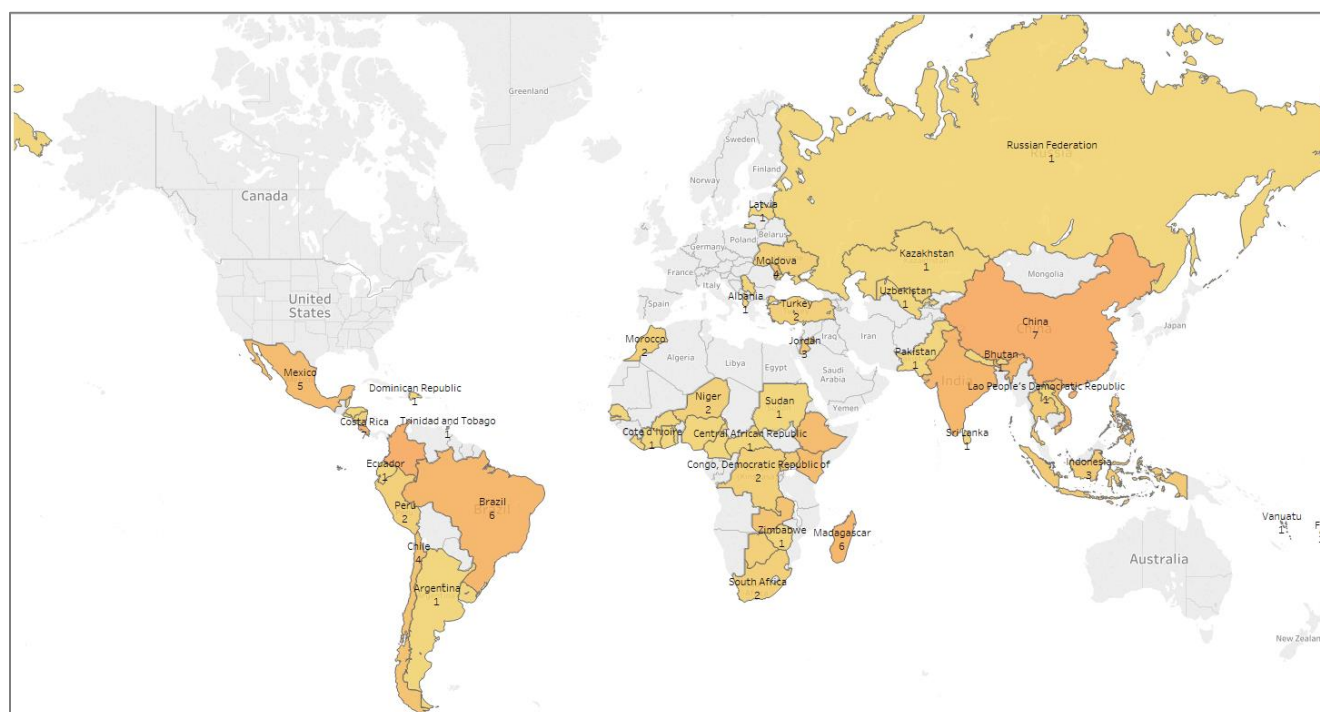 Greenland
Canada
United
States
Mexico
5
Dominican Republic
1
Costa Rica
Trinidad and Tobago
1
Ecuador
1
Peru
2
Brazil
6
Chile
4
Argentina
1
Sweden
Finland
Norway
Latvia
1
Belarus
Germany
Poland
France
Moldova
4
Italy
Spain
Albania
1
Turkey
2
Morocco
2
Algeria
Libya
Egypt
Jordan
3
Iraq
Iran
Saudi
Arabia
Yemen
Niger
2
Sudan
1
Cote d'Ivoire
1
Central African Republic
1
Congo, Democratic Republic of
2
Zimbabwe
1
Madagascar
6
South Africa
2
Russian Federation
1
Kazakhstan
1
Uzbekistan
1
Mongolia
China
7
Japan
Pakistan
1
Bhutan
1
Lao People's Democratic Republic
1
Sri Lanka
1
Indonesia
3
Vanuatu
1
Australia
New Zealand